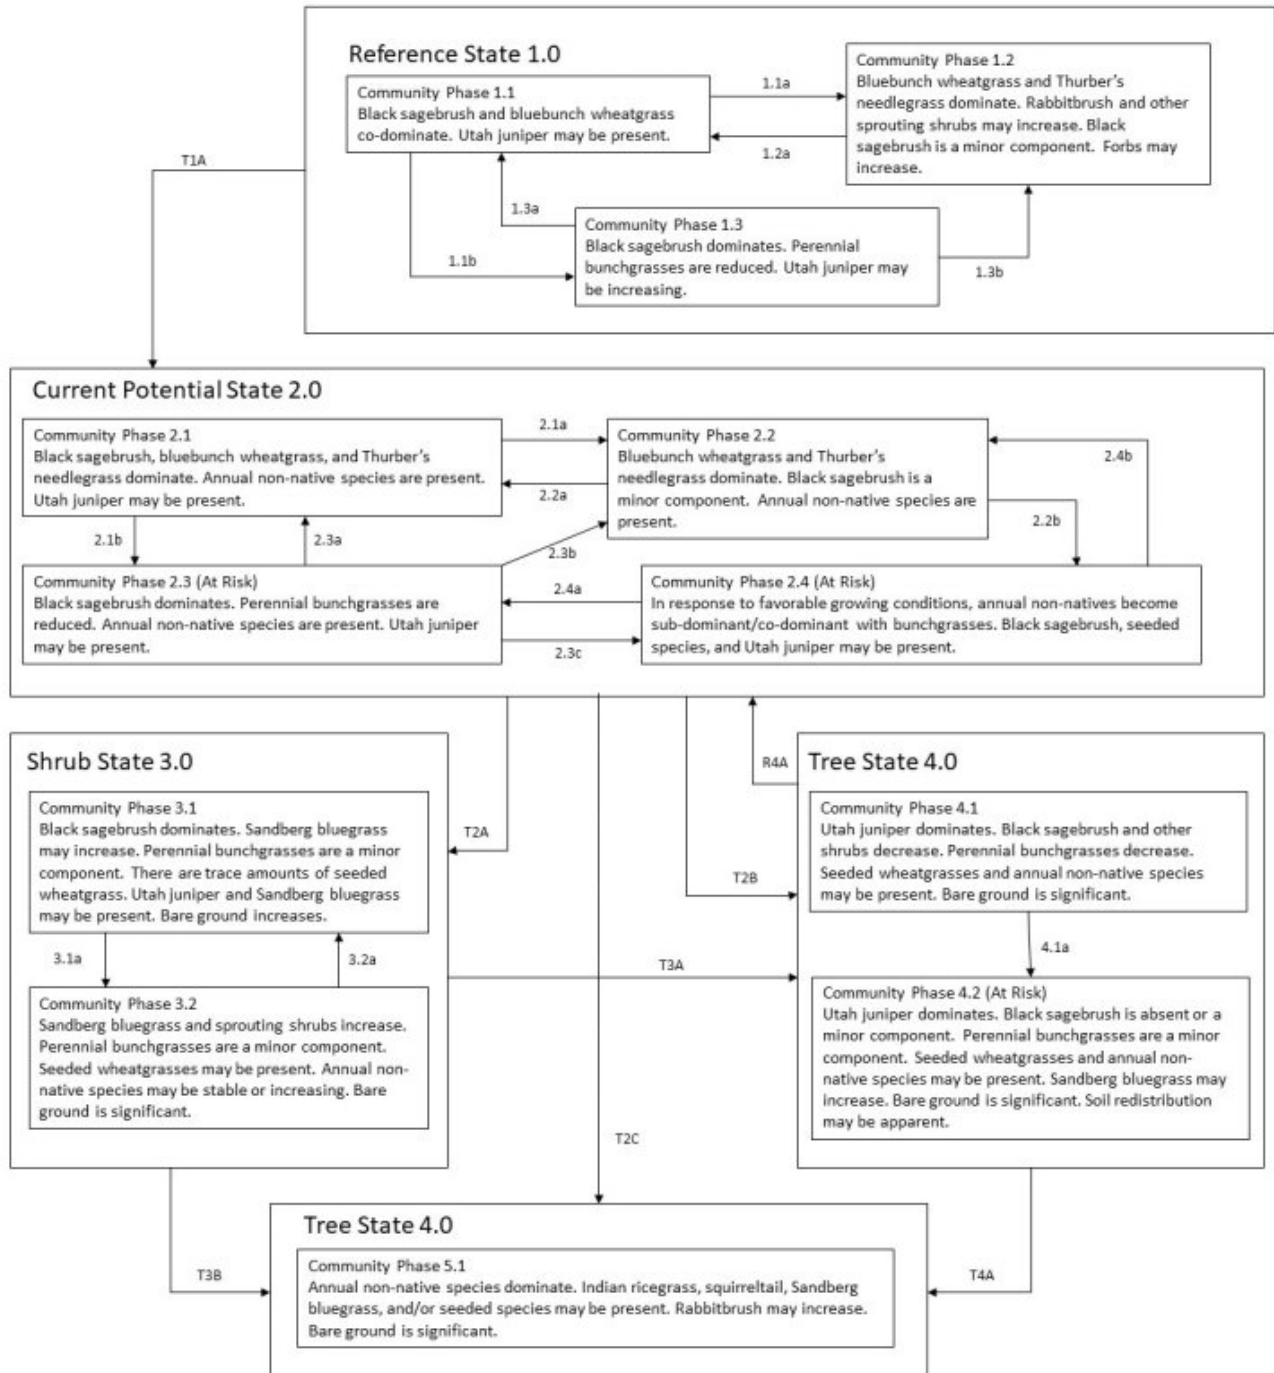 Reference State 1.0
Community Phase 1.1
Black sagebrush and bluebunch wheatgrass
co-dominate. Utah juniper may be present.
1.1a
1.2a
Community Phase 1.2
Bluebunch wheatgrass and Thurber's
needlegrass dominate. Rabbitbrush and other
sprouting shrubs may increase. Black
sagebrush is a minor component. Forbs may
increase.
T1A
1.3a
1.1b
Community Phase 1.3
Black sagebrush dominates. Perennial
bunchgrasses are reduced. Utah juniper may
be increasing.
1.3b
Current Potential State 2.0
Community Phase 2.1
Black sagebrush, bluebunch wheatgrass, and Thurber's
needlegrass dominate. Annual non-native species are present.
Utah juniper may be present.
2.1a
2.2a
Community Phase 2.2
Bluebunch wheatgrass and Thurber's
needlegrass dominate. Black sagebrush is a
minor component. Annual non-native species are
present.
2.4b
2.2b
2.1b
2.3a
2.3b
Community Phase 2.3 (At Risk)
Black sagebrush dominates. Perennial bunchgrasses are
reduced. Annual non-native species are present. Utah juniper
may be present.
2.4a
2.3c
Community Phase 2.4 (At Risk)
In response to favorable growing conditions, annual non-natives become
sub-dominant/co-dominant with bunchgrasses. Black sagebrush, seeded
species, and Utah juniper may be present.
Shrub State 3.0
Community Phase 3.1
Black sagebrush dominates. Sandberg bluegrass
may increase. Perennial bunchgrasses are a minor
component. There are trace amounts of seeded
wheatgrass. Utah juniper and Sandberg bluegrass
may be present. Bare ground increases.
3.1a
3.2a
Community Phase 3.2
Sandberg bluegrass and sprouting shrubs increase.
Perennial bunchgrasses are a minor component.
Seeded wheatgrasses may be present. Annual non-
native species may be stable or increasing. Bare
ground is significant.
T2A
T2B
R4A
T3A
T2C
Tree State 4.0
Community Phase 4.1
Utah juniper dominates. Black sagebrush and other
shrubs decrease. Perennial bunchgrasses decrease.
Seeded wheatgrasses and annual non-native species
may be present. Bare ground is significant.
4.1a
Community Phase 4.2 (At Risk)
Utah juniper dominates. Black sagebrush is absent or a
minor component. Perennial bunchgrasses are a minor
component. Seeded wheatgrasses and annual non-
native species may be present. Sandberg bluegrass may
increase. Bare ground is significant. Soil redistribution
may be apparent.
T3B
Tree State 4.0
Community Phase 5.1
Annual non-native species dominate. Indian ricegrass, squirreltail, Sandberg
bluegrass, and/or seeded species may be present. Rabbitbrush may increase.
Bare ground is significant.
T4A